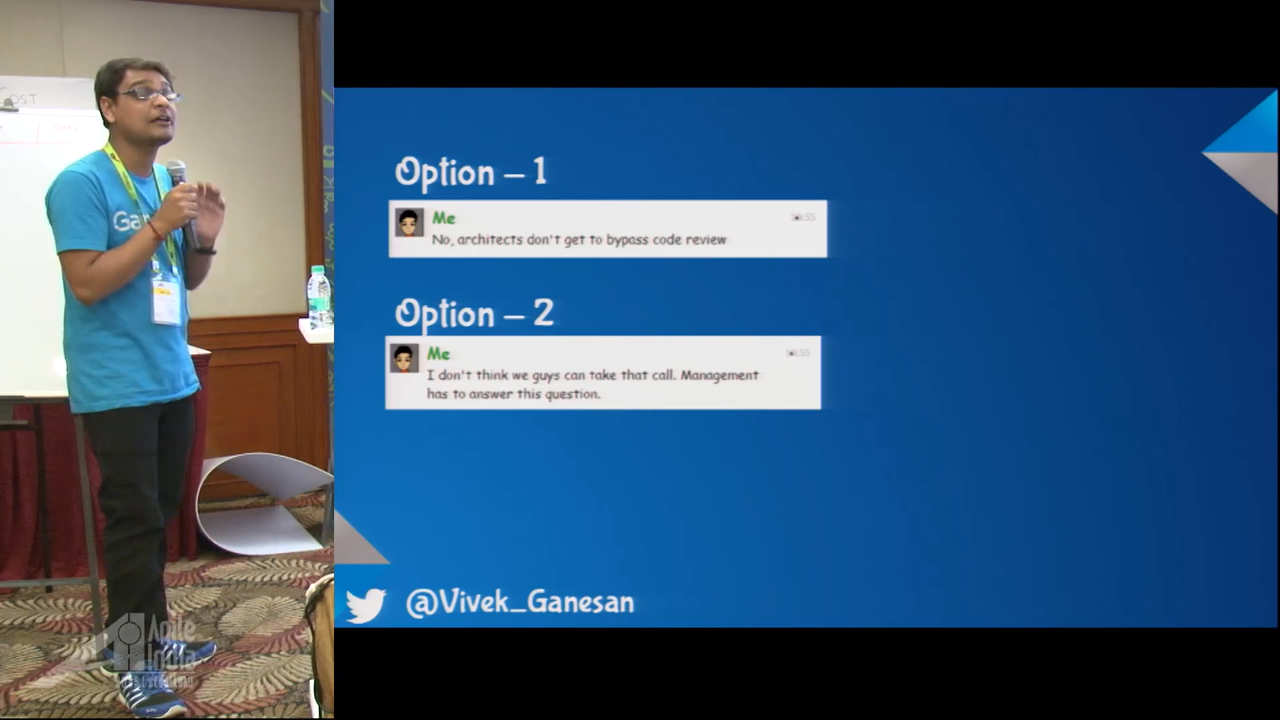 OST
Option – 1
Me
No, architects don't get to bypass code review
Option – 2
Me
I don't think we guys can take that call. Management
has to answer this question.
@Vivek_Ganesan
Agile
India